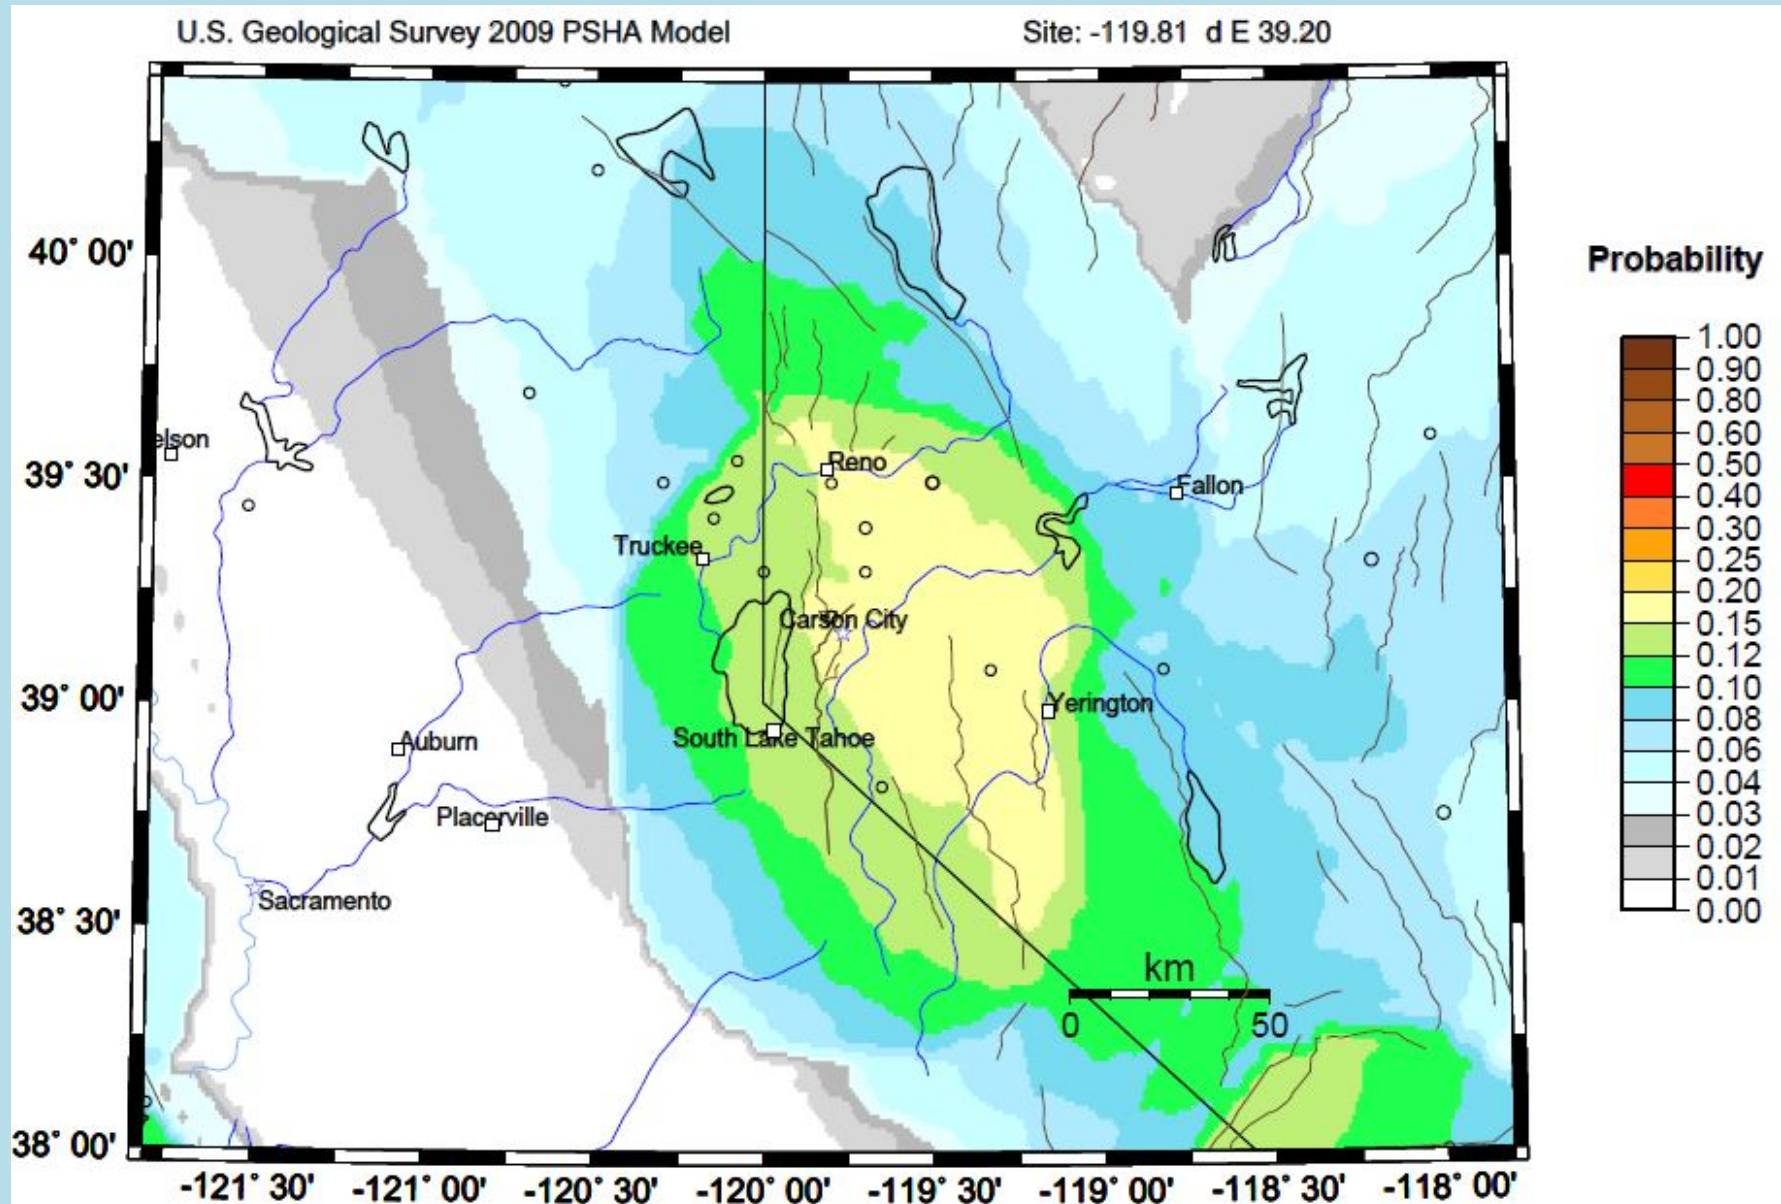 U.S. Geological Survey 2009 PSHA Model
Site: -119.81 d E 39.20
40° 00'
39° 30'
39° 00'
38° 30'
38° 00'
elson
Reno
Fallon
Truckee
Carson City
Yerington
South Lake Tahoe
Auburn
Placerville
Sacramento
km
0 50
-121° 30' -121° 00' -120° 30' -120° 00' -119° 30' -119° 00' -118° 30' -118° 00'
Probability
1.00
0.90
0.80
0.60
0.50
0.40
0.30
0.25
0.20
0.15
0.12
0.10
0.08
0.06
0.04
0.03
0.02
0.01
0.00